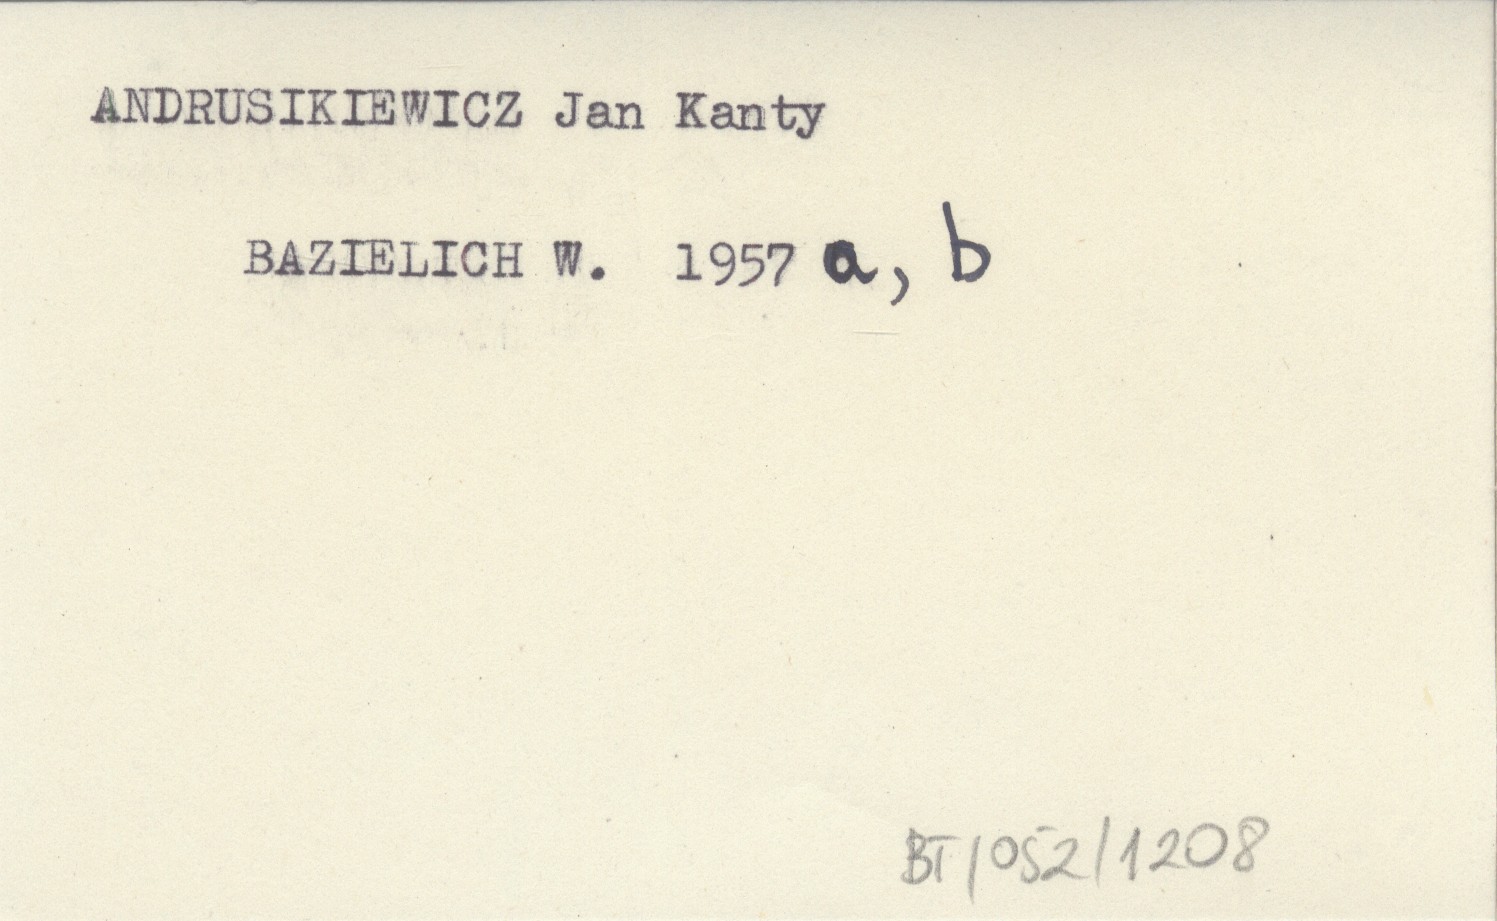 ANDRUSIKIEWICZ Jan Kanty
BAZIELICH W. 1957 a, b
BT/052/1208